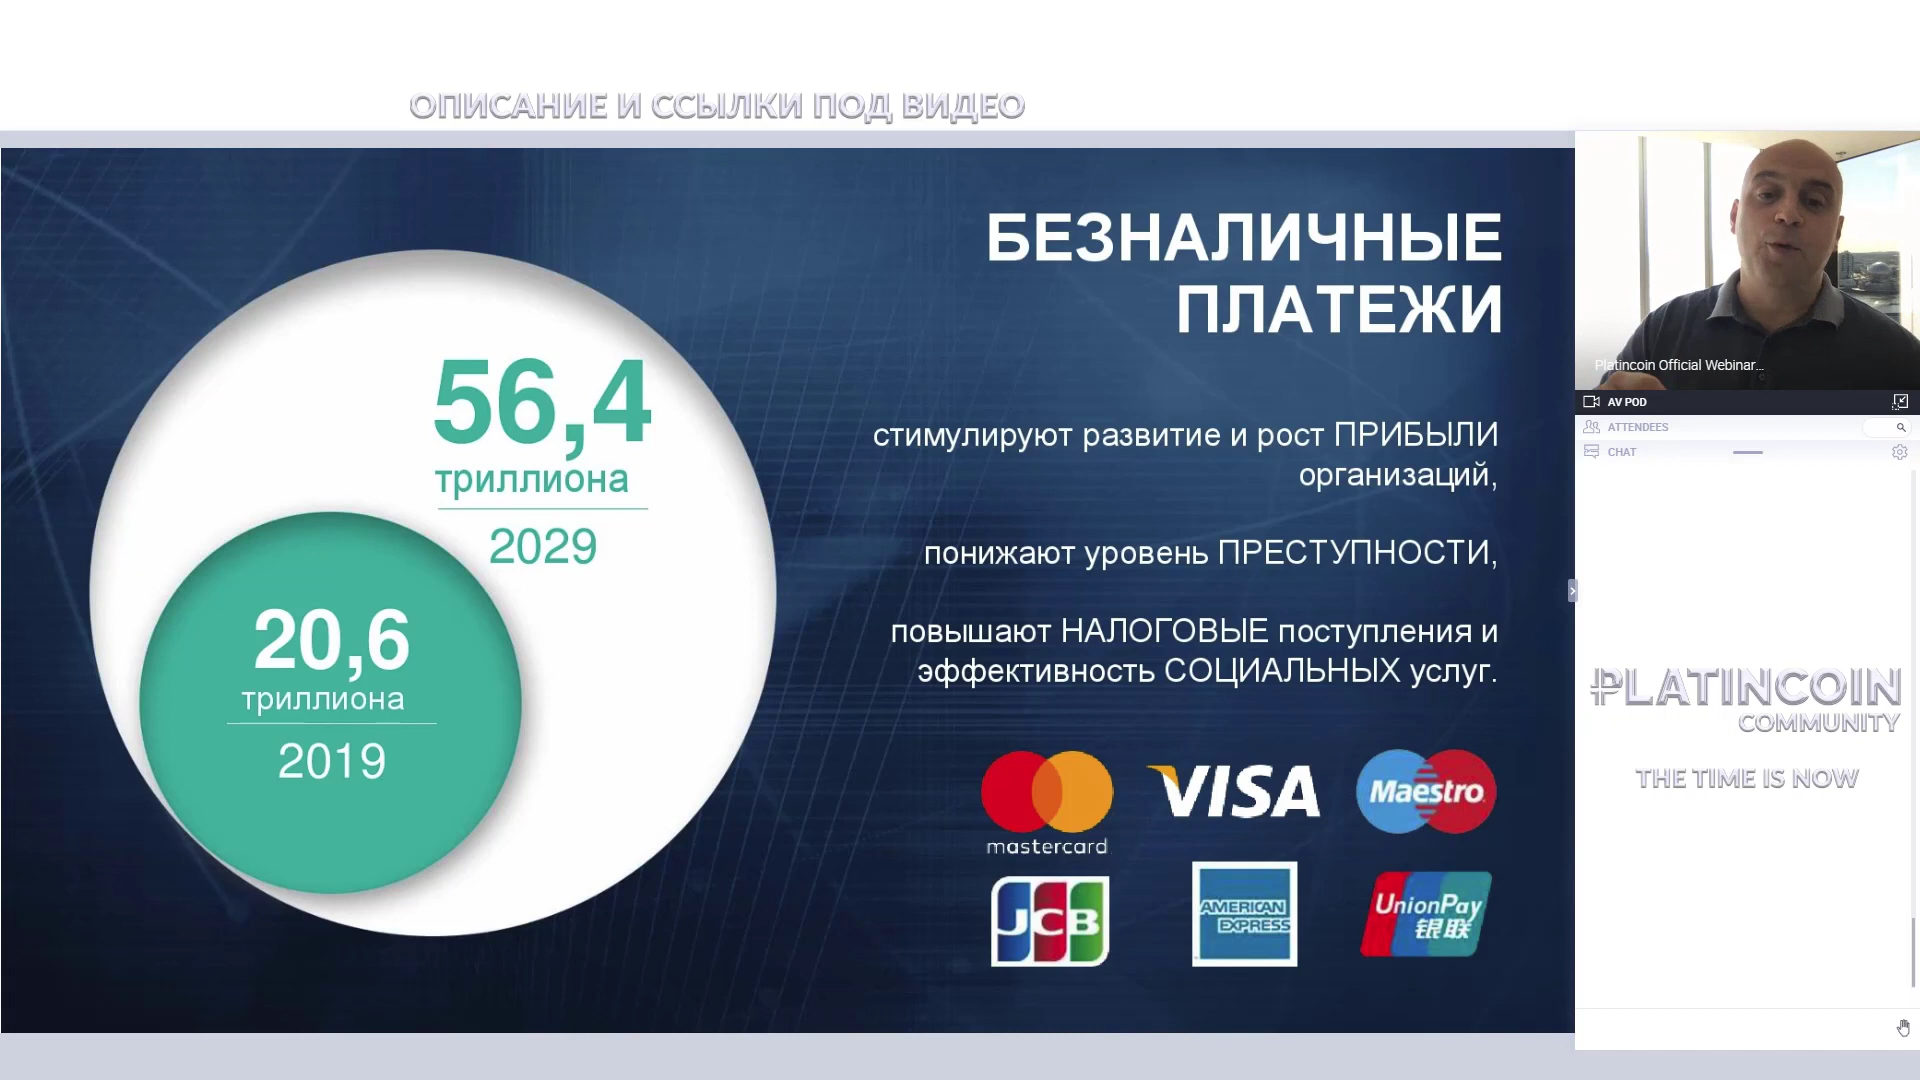 ОПИСАНИЕ И ССЫЛКИ ПОД ВИДЕО
БЕЗНАЛИЧНЫЕ
ПЛАТЕЖИ
56,4
триллиона
2029
20,6
триллиона
2019
стимулируют развитие и рост ПРИБЫЛИ
организаций,
понижают уровень ПРЕСТУПНОСТИ,
повышают НАЛОГОВЫЕ поступления и
эффективность СОЦИАЛЬНЫХ услуг.
mastercard
VISA
Maestro
JCB
AMERICAN
EXPRESS
UnionPay
银联
Platincoin Official Webinar...
AV POD
ATTENDEES
CHAT
PLATINCOIN
COMMUNITY
THE TIME IS NOW